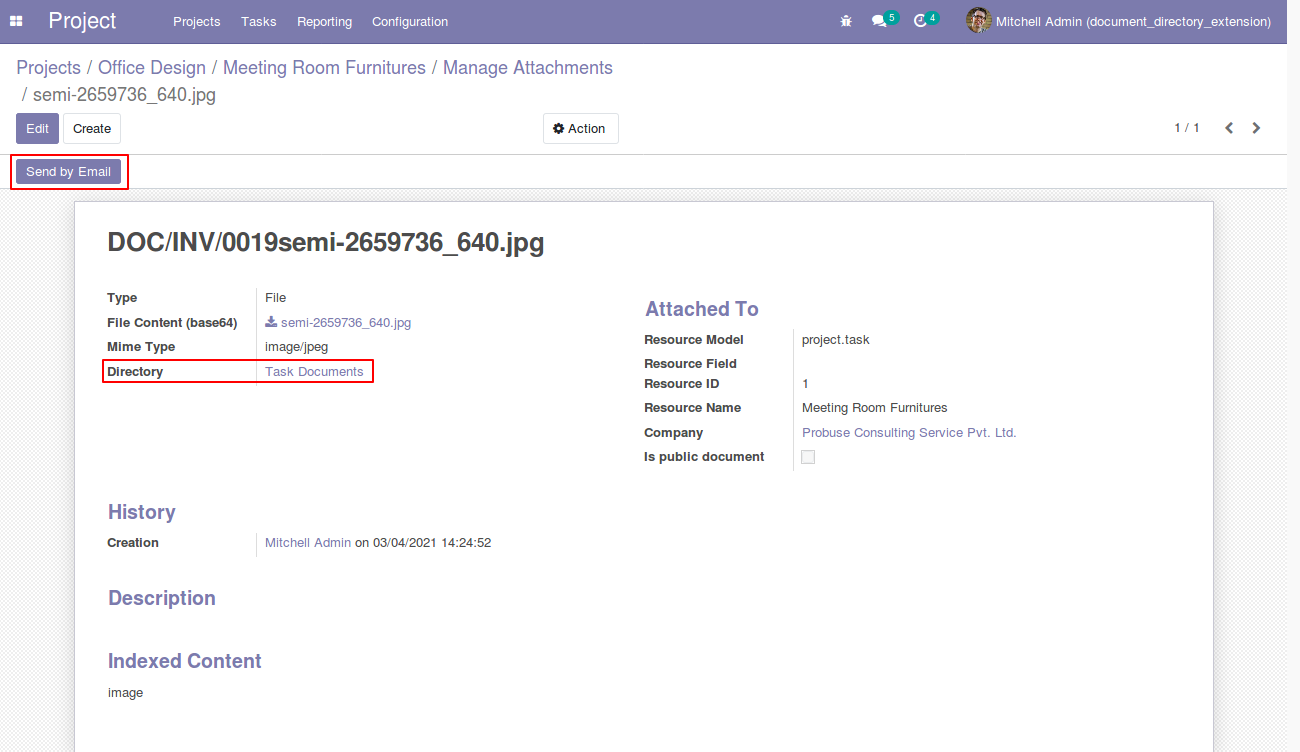 Project Projects Tasks Reporting Configuration 5 4 Mitchell Admin (document_directory_extension)
Projects / Office Design / Meeting Room Furnitures / Manage Attachments
/ semi-2659736_640.jpg
Edit Create Action 1 / 1
Send by Email
DOC/INV/0019semi-2659736_640.jpg
Type File
File Content (base64) semi-2659736_640.jpg
Mime Type image/jpeg
Directory Task Documents
Attached To
Resource Model project.task
Resource Field
Resource ID 1
Resource Name Meeting Room Furnitures
Company Probuse Consulting Service Pvt. Ltd.
Is public document
History
Creation Mitchell Admin on 03/04/2021 14:24:52
Description
Indexed Content
image